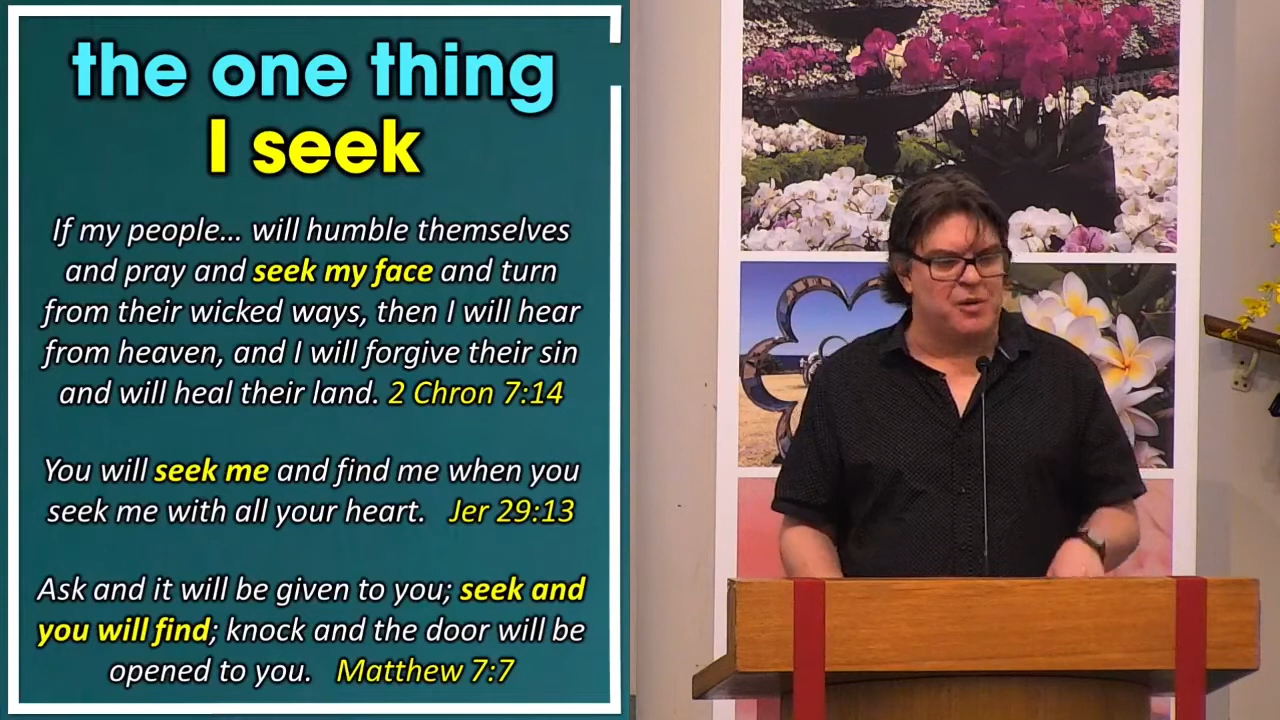 the one thing
I seek
If my people... will humble themselves
and pray and seek my face and turn
from their wicked ways, then I will hear
from heaven, and I will forgive their sin
and will heal their land. 2 Chron 7:14
You will seek me and find me when you
seek me with all your heart. Jer 29:13
Ask and it will be given to you; seek and
you will find; knock and the door will be
opened to you. Matthew 7:7